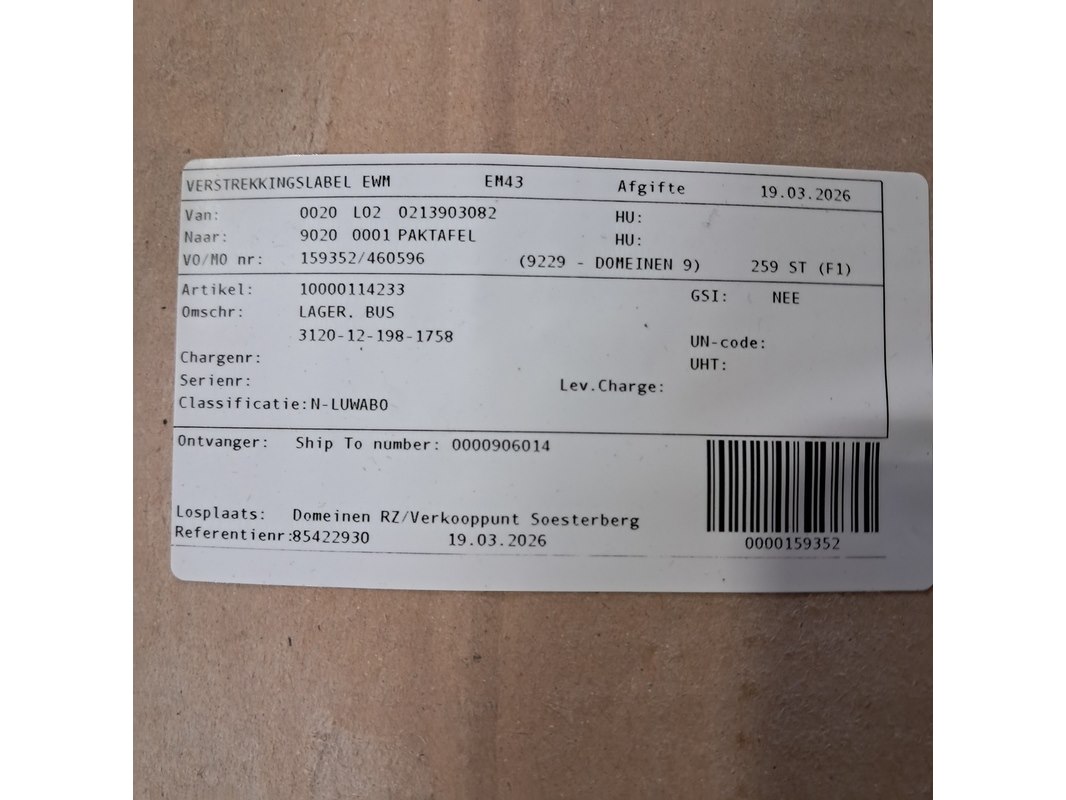 VERSTREKKINGSLABEL EWM EM43 Afgifte 19.03.2026
Van: 0020 L02 0213903082 HU:
Naar: 9020 0001 PAKTAFEL HU:
VO/MO nr: 159352/460596 (9229 - DOMEINEN 9) 259 ST (F1)
Artikel: 10000114233 GSI: NEE
Omschr: LAGER. BUS
3120-12-198-1758 UN-code:
Chargenr: UHT:
Serienr: Lev.Charge:
Classificatie:N-LUWABO
Ontvanger: Ship To number: 0000906014
Losplaats: Domeinen RZ/Verkooppunt Soesterberg
Referentienr:85422930 19.03.2026
0000159352